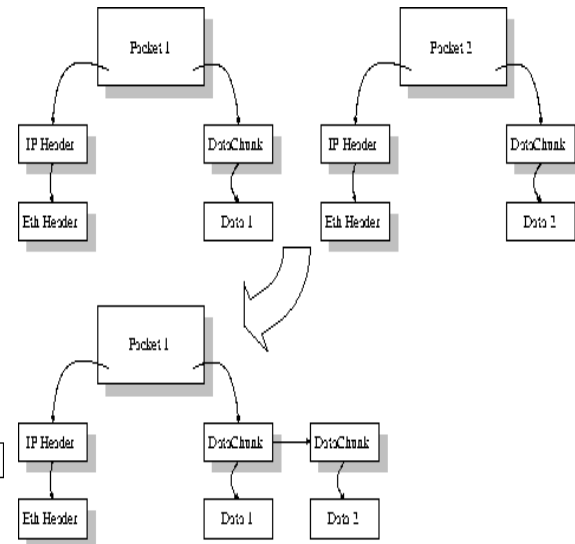 Packet 1
Packet 2
IP Header
DataChunk
IP Header
DataChunk
Eth Header
Data 1
Eth Header
Data 2
Packet 1
IP Header
DataChunk
DataChunk
Eth Header
Data 1
Data 2